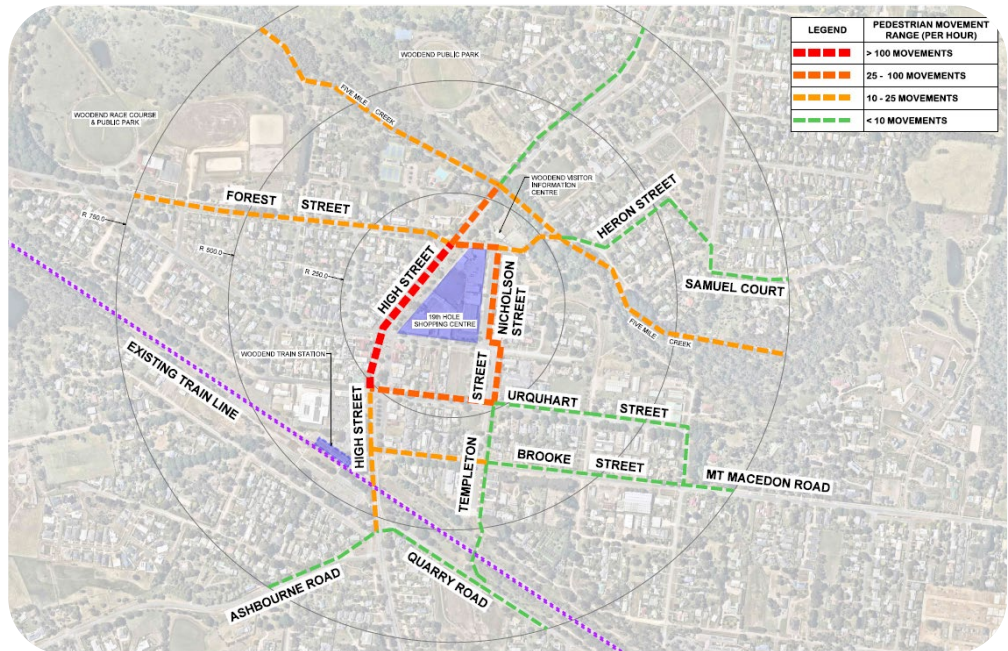 LEGEND
PEDESTRIAN MOVEMENT
RANGE (PER HOUR)
> 100 MOVEMENTS
25 - 100 MOVEMENTS
10 - 25 MOVEMENTS
< 10 MOVEMENTS
WOODEND PUBLIC PARK
FIVE MILE
CREEK
WOODEND RACE COURSE
& PUBLIC PARK
WOODEND VISITOR
INFORMATION
CENTRE
FOREST STREET
HERON STREET
R 750.0
R 500.0
R 250.0
HIGH STREET
NICHOLSON
STREET
SAMUEL COURT
19th HOLE
SHOPPING CENTRE
FIVE MILE
CREEK
EXISTING TRAIN LINE
WOODEND TRAIN STATION
HIGH STREET
TEMPLETON STREET
URQUHART STREET
BROOKE STREET
MT MACEDON ROAD
ASHBOURNE ROAD
QUARRY ROAD